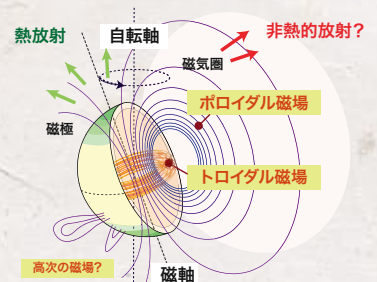 熱放射
自転軸
非熱的放射?
磁気圏
ポロイダル磁場
磁極
トロイダル磁場
高次の磁場?
磁軸